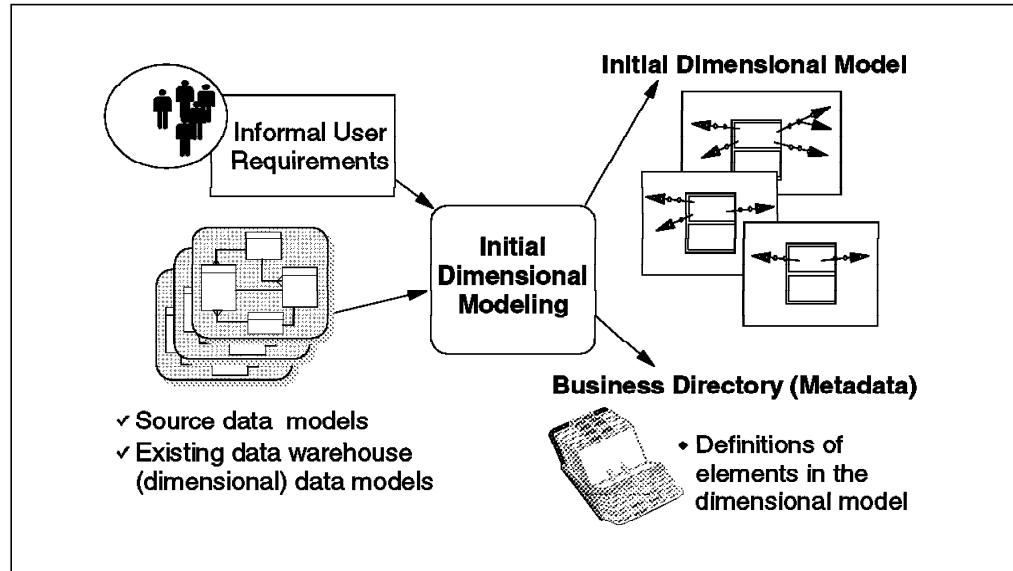 Initial Dimensional Model
Informal User
Requirements
Initial
Dimensional
Modeling
Business Directory (Metadata)
✓ Source data models
✓ Existing data warehouse
(dimensional) data models
• Definitions of
elements in the
dimensional model